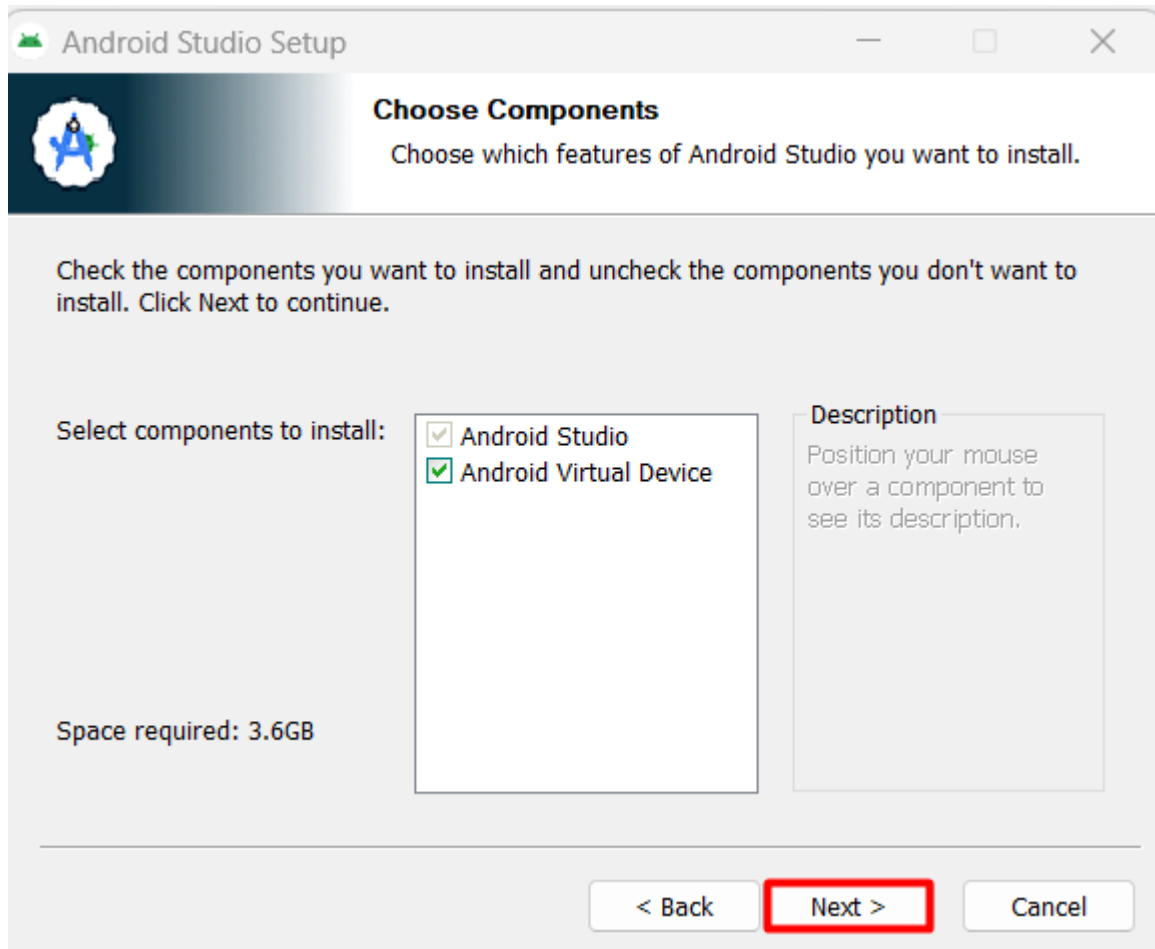 Android Studio Setup
Choose Components
Choose which features of Android Studio you want to install.
Check the components you want to install and uncheck the components you don't want to
install. Click Next to continue.
Select components to install:
Android Studio
Android Virtual Device
Description
Position your mouse
over a component to
see its description.
Space required: 3.6GB
< Back
Next >
Cancel